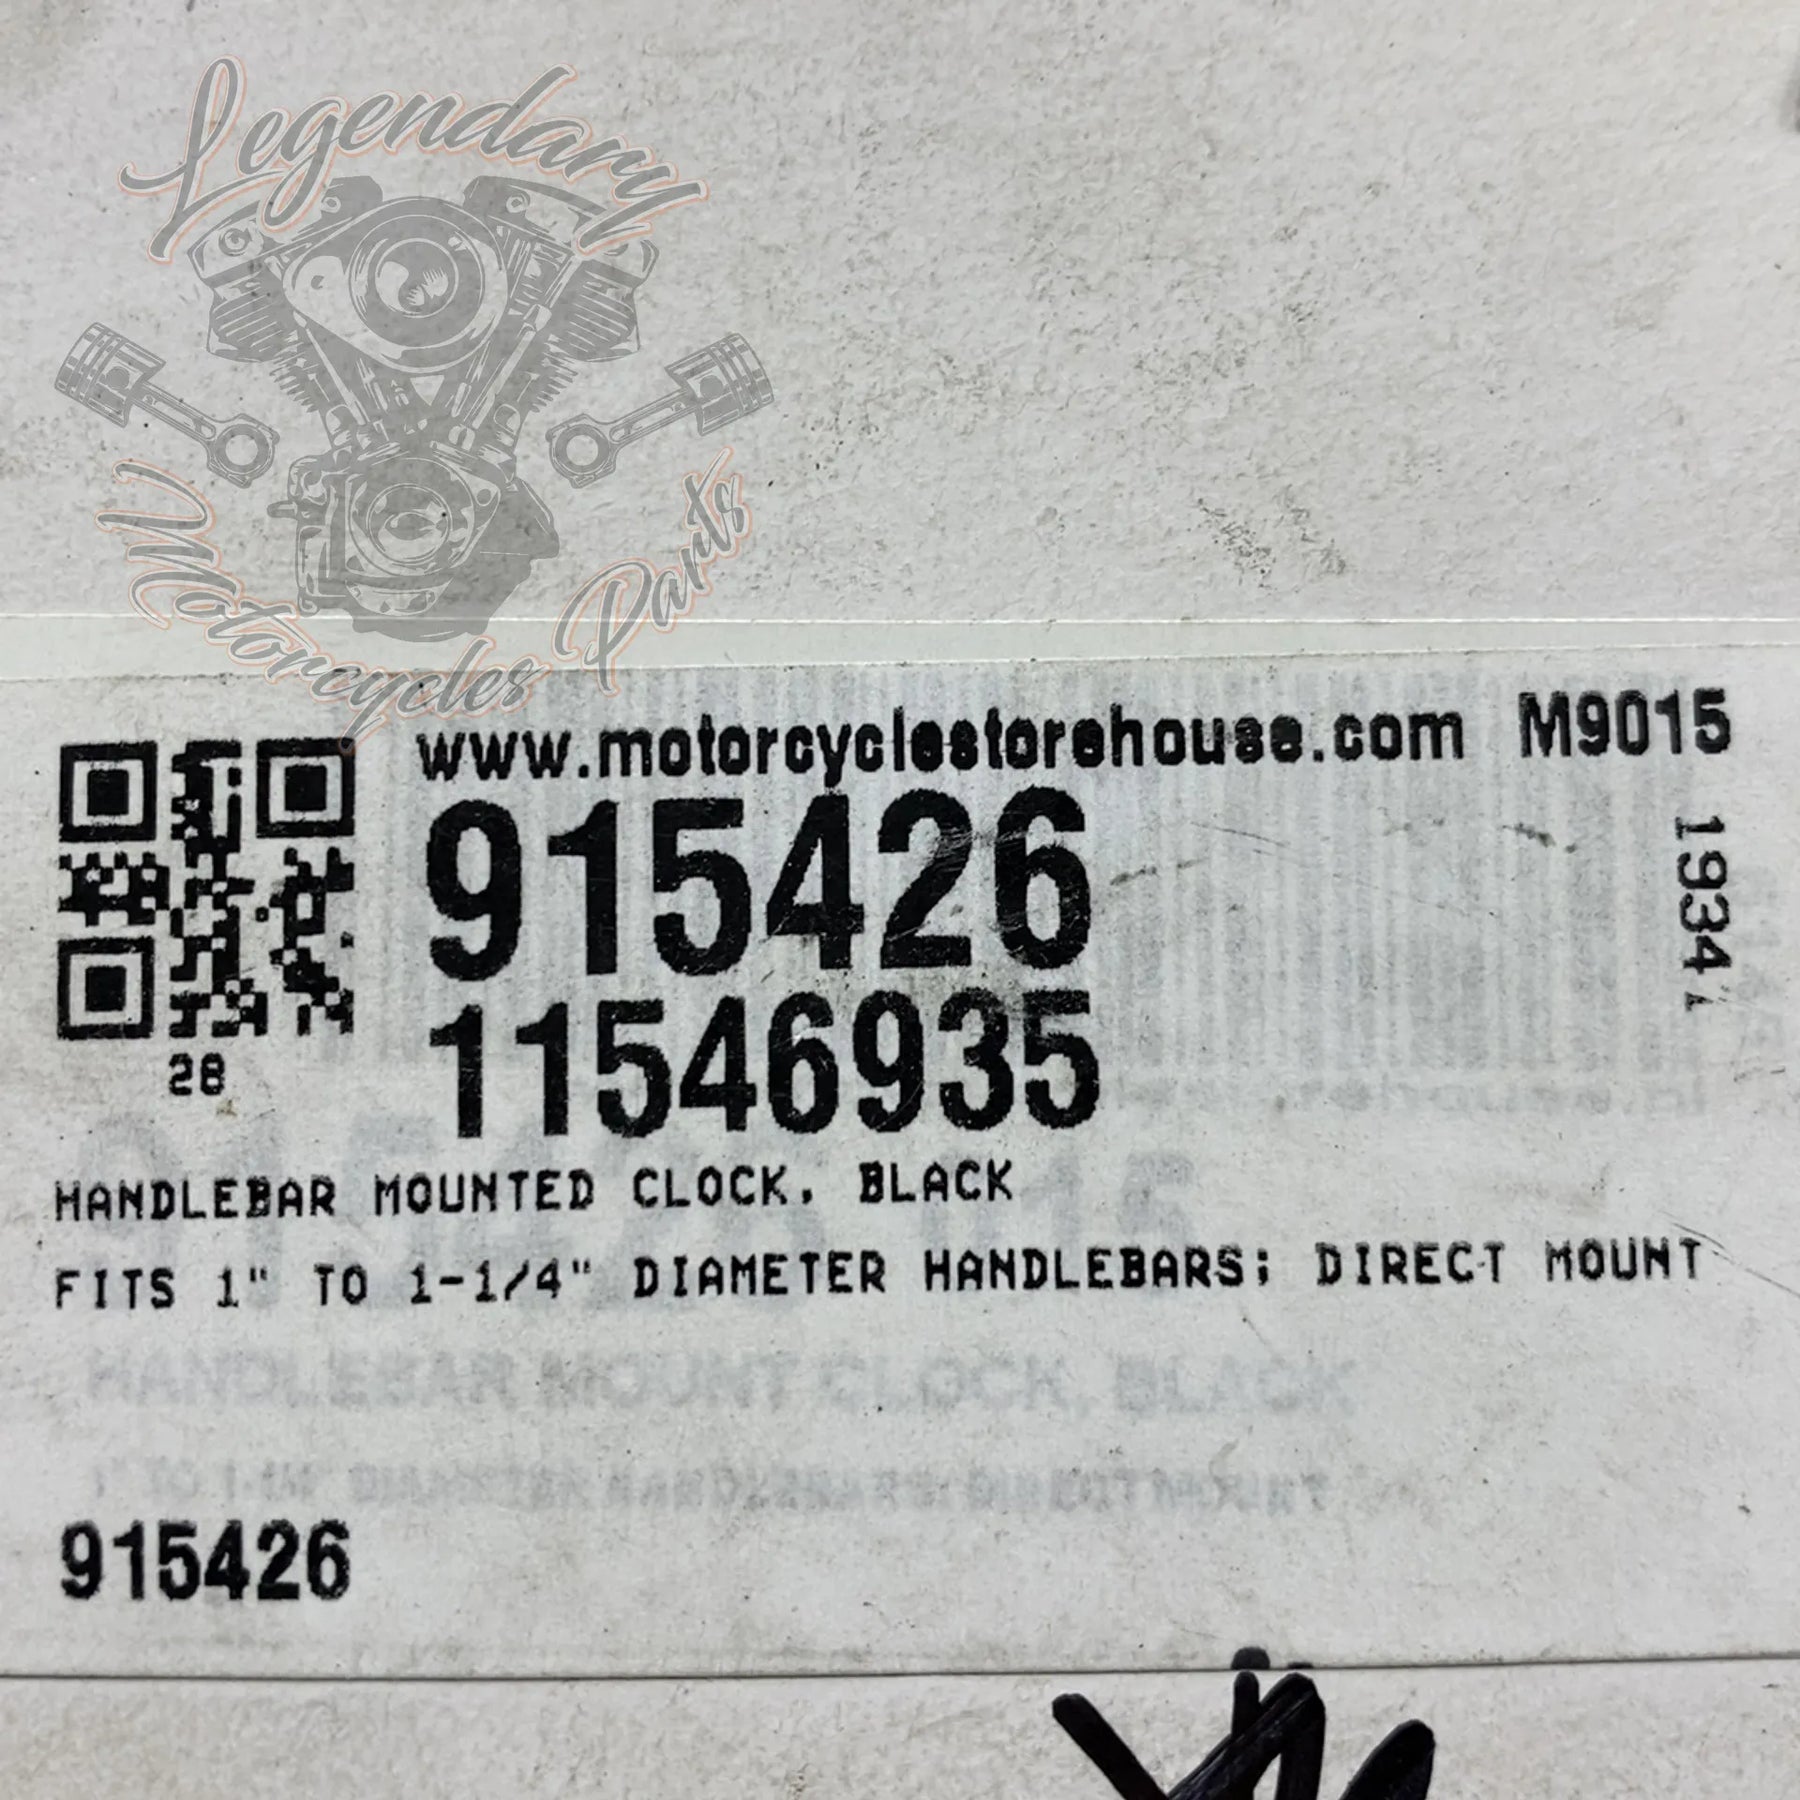 Legendary
Motorcycles Parts
www.motorcyclestorehouse.com M9015
915426
1934
11546935
28
HANDLEBAR MOUNTED CLOCK, BLACK
FITS 1" TO 1-1/4" DIAMETER HANDLEBARS; DIRECT MOUNT
HANDLEBAR MOUNT CLOCK, BLACK
915426